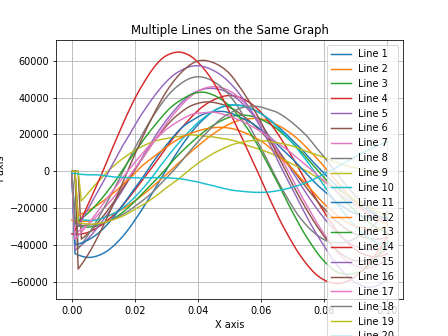 Multiple Lines on the Same Graph
60000
40000
20000
0
−20000
−40000
−60000
0.00
0.02
0.04
0.06
X axis
Line 1
Line 2
Line 3
Line 4
Line 5
Line 6
Line 7
Line 8
Line 9
Line 10
Line 11
Line 12
Line 13
Line 14
Line 15
Line 16
Line 17
Line 18
Line 19
Line 20